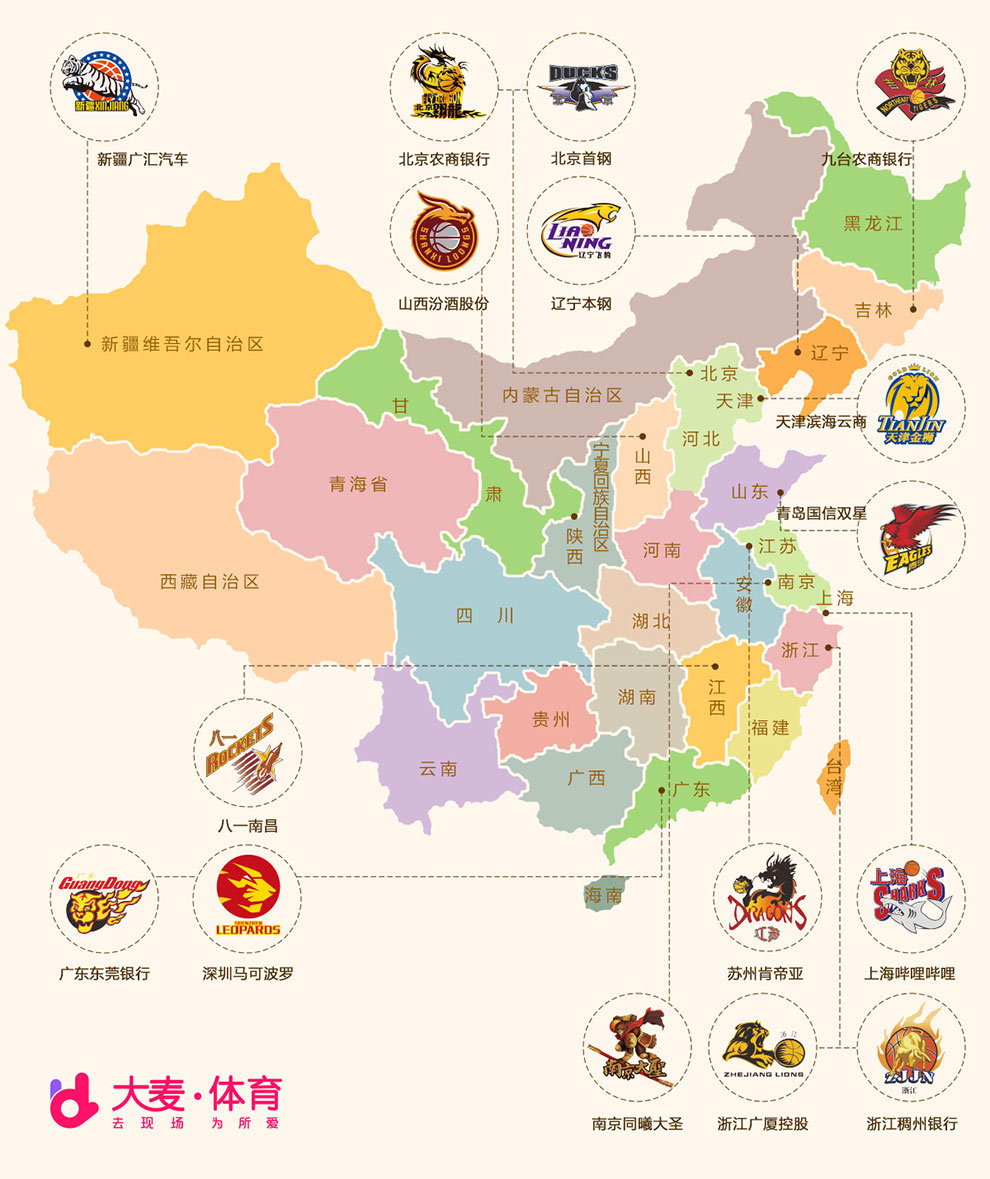 新疆XINJIANG
新疆广汇汽车
北京翔龍
北京农商银行
DUCKS
北京首钢
NORTHEAST TIGERS
九台农商银行
SHANXI LOONGS
山西汾酒股份
LIAO NING
辽宁飞豹
辽宁本钢
黑龙江
吉林
新疆维吾尔自治区
辽宁
北京
内蒙古自治区
天津
甘肃
GOLD LION
TIANJIN
天津金狮
天津滨海云商
河北
山西
宁夏回族自治区
青海省
山东
青岛国信双星
EAGLES
陕西
河南
江苏
西藏自治区
南京
安徽
上海
四川
湖北
浙江
江西
湖南
贵州
福建
云南
广西
台湾
广东
海南
八一
ROCKETS
八一南昌
GuangDong
广东东莞银行
SHENZHEN
LEOPARDS
深圳马可波罗
DRAGONS
江苏
苏州肯帝亚
上海
SHARKS
上海哔哩哔哩
南京大聖
南京同曦大圣
浙江
ZHEJIANG LIONS
浙江广厦控股
ZJUN
浙江
浙江稠州银行
大麦·体育
去现场 为所爱